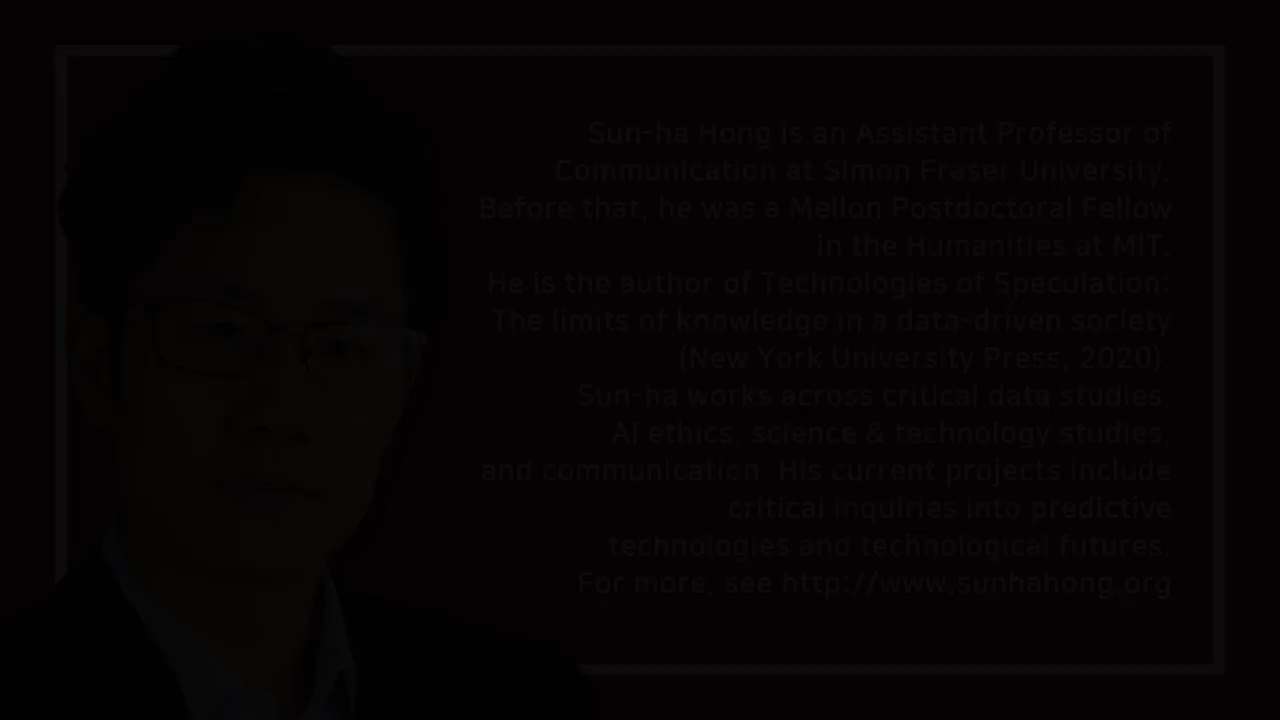 Sun-ha Hong is an Assistant Professor of
Communication at Simon Fraser University.
Before that, he was a Mellon Postdoctoral Fellow
in the Humanities at MIT.
He is the author of Technologies of Speculation:
The limits of knowledge in a data-driven society
(New York University Press, 2020).
Sun-ha works across critical data studies,
AI ethics, science & technology studies,
and communication. His current projects include
critical inquiries into predictive
technologies and technological futures.
For more, see http://www.sunhahong.org